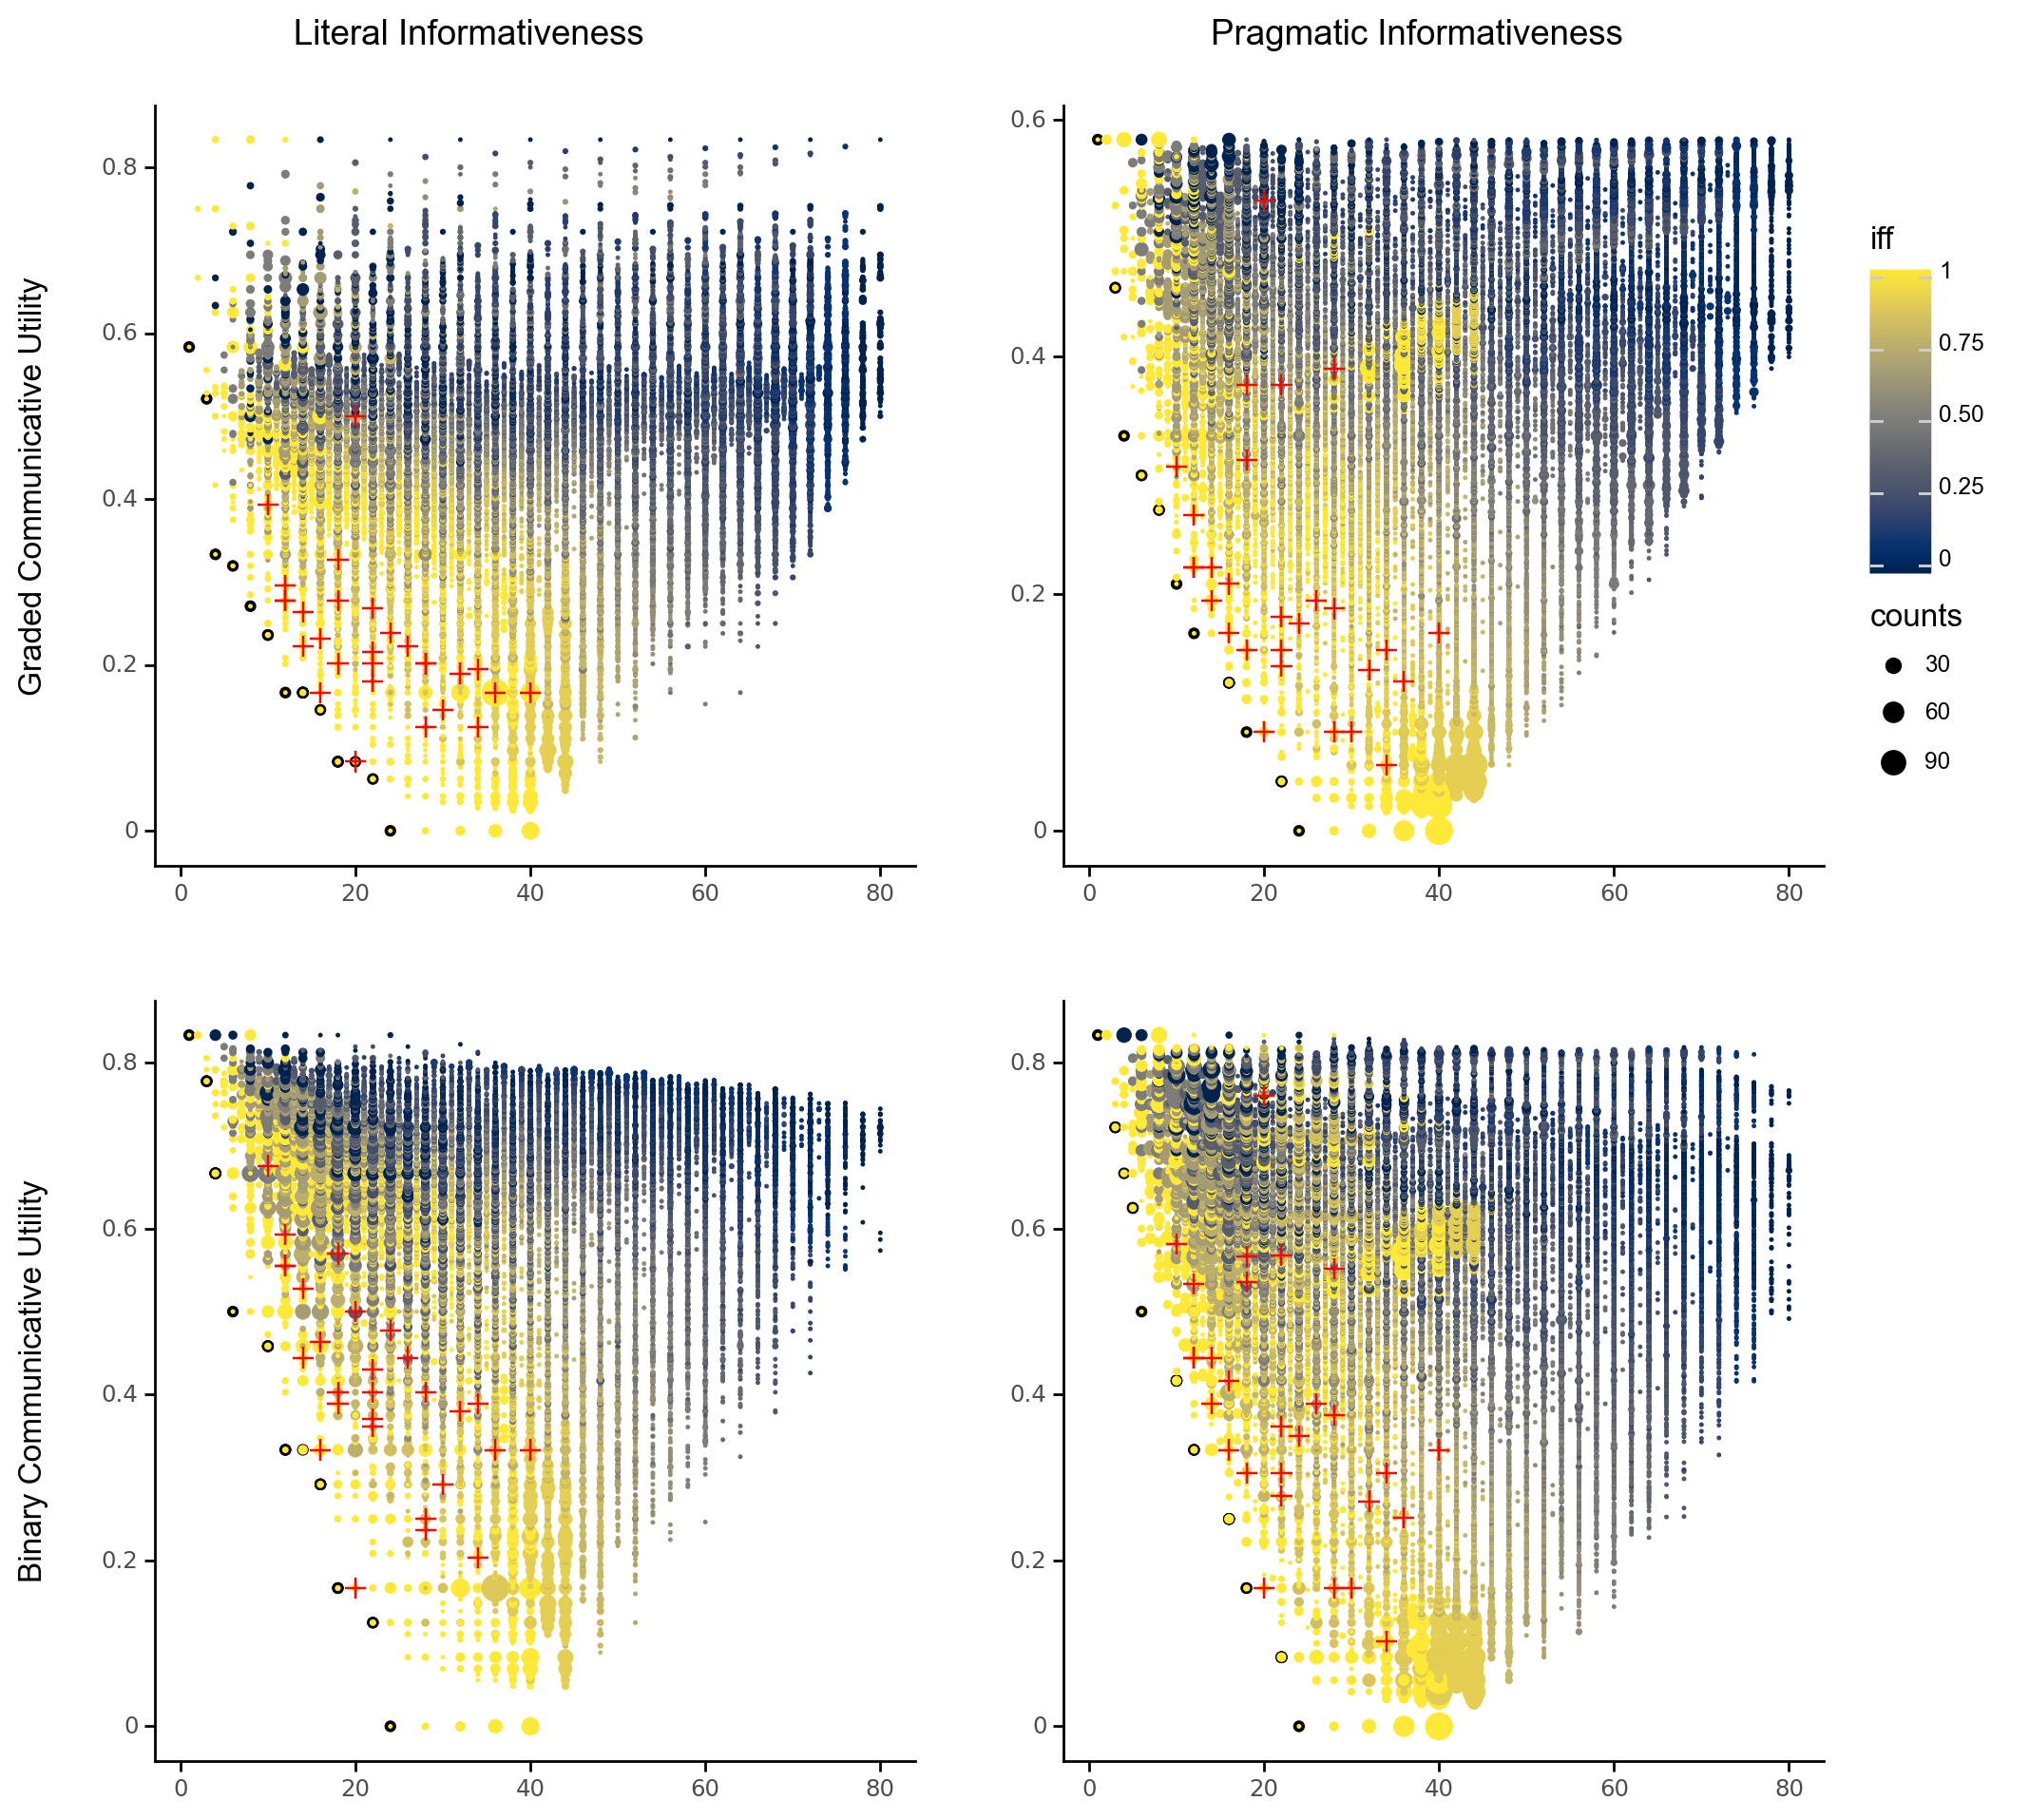 Literal Informativeness
Pragmatic Informativeness
Graded Communicative Utility
0.8
0.6
0.4
0.2
0
0 20 40 60 80
0.6
0.4
0.2
0
0 20 40 60 80
iff
1
0.75
0.50
0.25
0
counts
30
60
90
Binary Communicative Utility
0.8
0.6
0.4
0.2
0
0 20 40 60 80
0.8
0.6
0.4
0.2
0
0 20 40 60 80